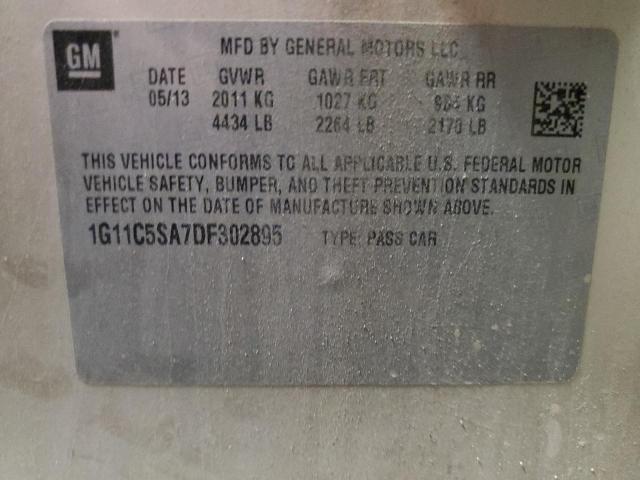 GM
MFD BY GENERAL MOTORS LLC
DATE GVWR GAWR FRT GAWR RR
05/13 2011 KG 1027 KG KG
4434 LB 2264 LB 2170 LB
THIS VEHICLE CONFORMS TO ALL APPLICABLE U.S. FEDERAL MOTOR
VEHICLE SAFETY, BUMPER, AND THEFT PREVENTION STANDARDS IN
EFFECT ON THE DATE OF MANUFACTURE SHOWN ABOVE.
1G11C5SA7DF302895 TYPE: PASS CAR